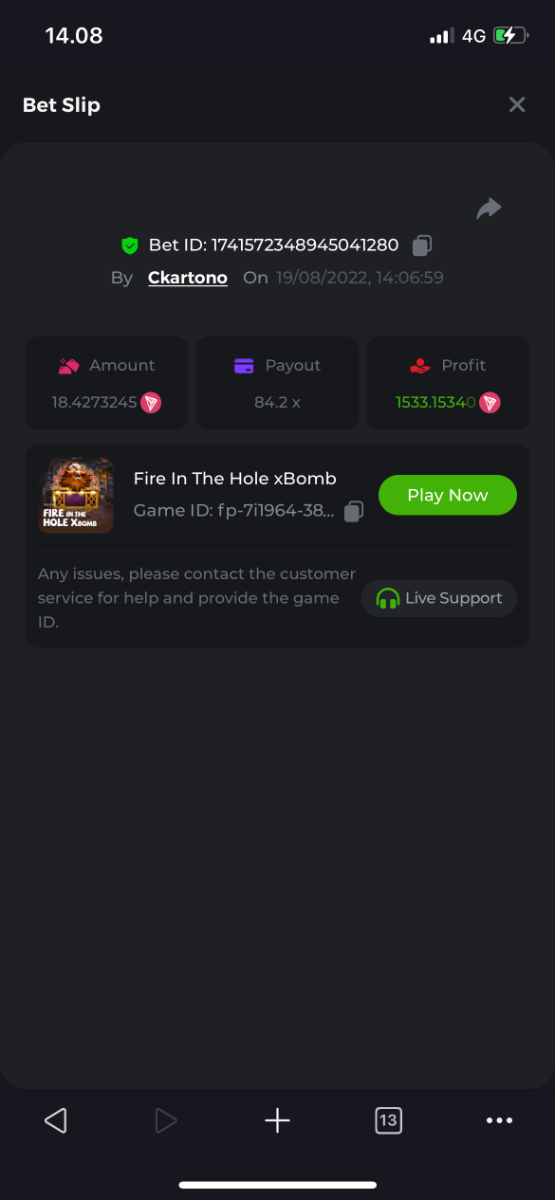 14.08
4G
Bet Slip
Bet ID: 1741572348945041280
By Ckartono On 19/08/2022, 14:06:59
Amount
Payout
Profit
18.4273245
84.2 x
1533.15340
FIRE IN THE
HOLE XBOMB
Fire In The Hole xBomb
Game ID: fp-7i1964-38...
Play Now
Any issues, please contact the customer
service for help and provide the game
ID.
Live Support
13